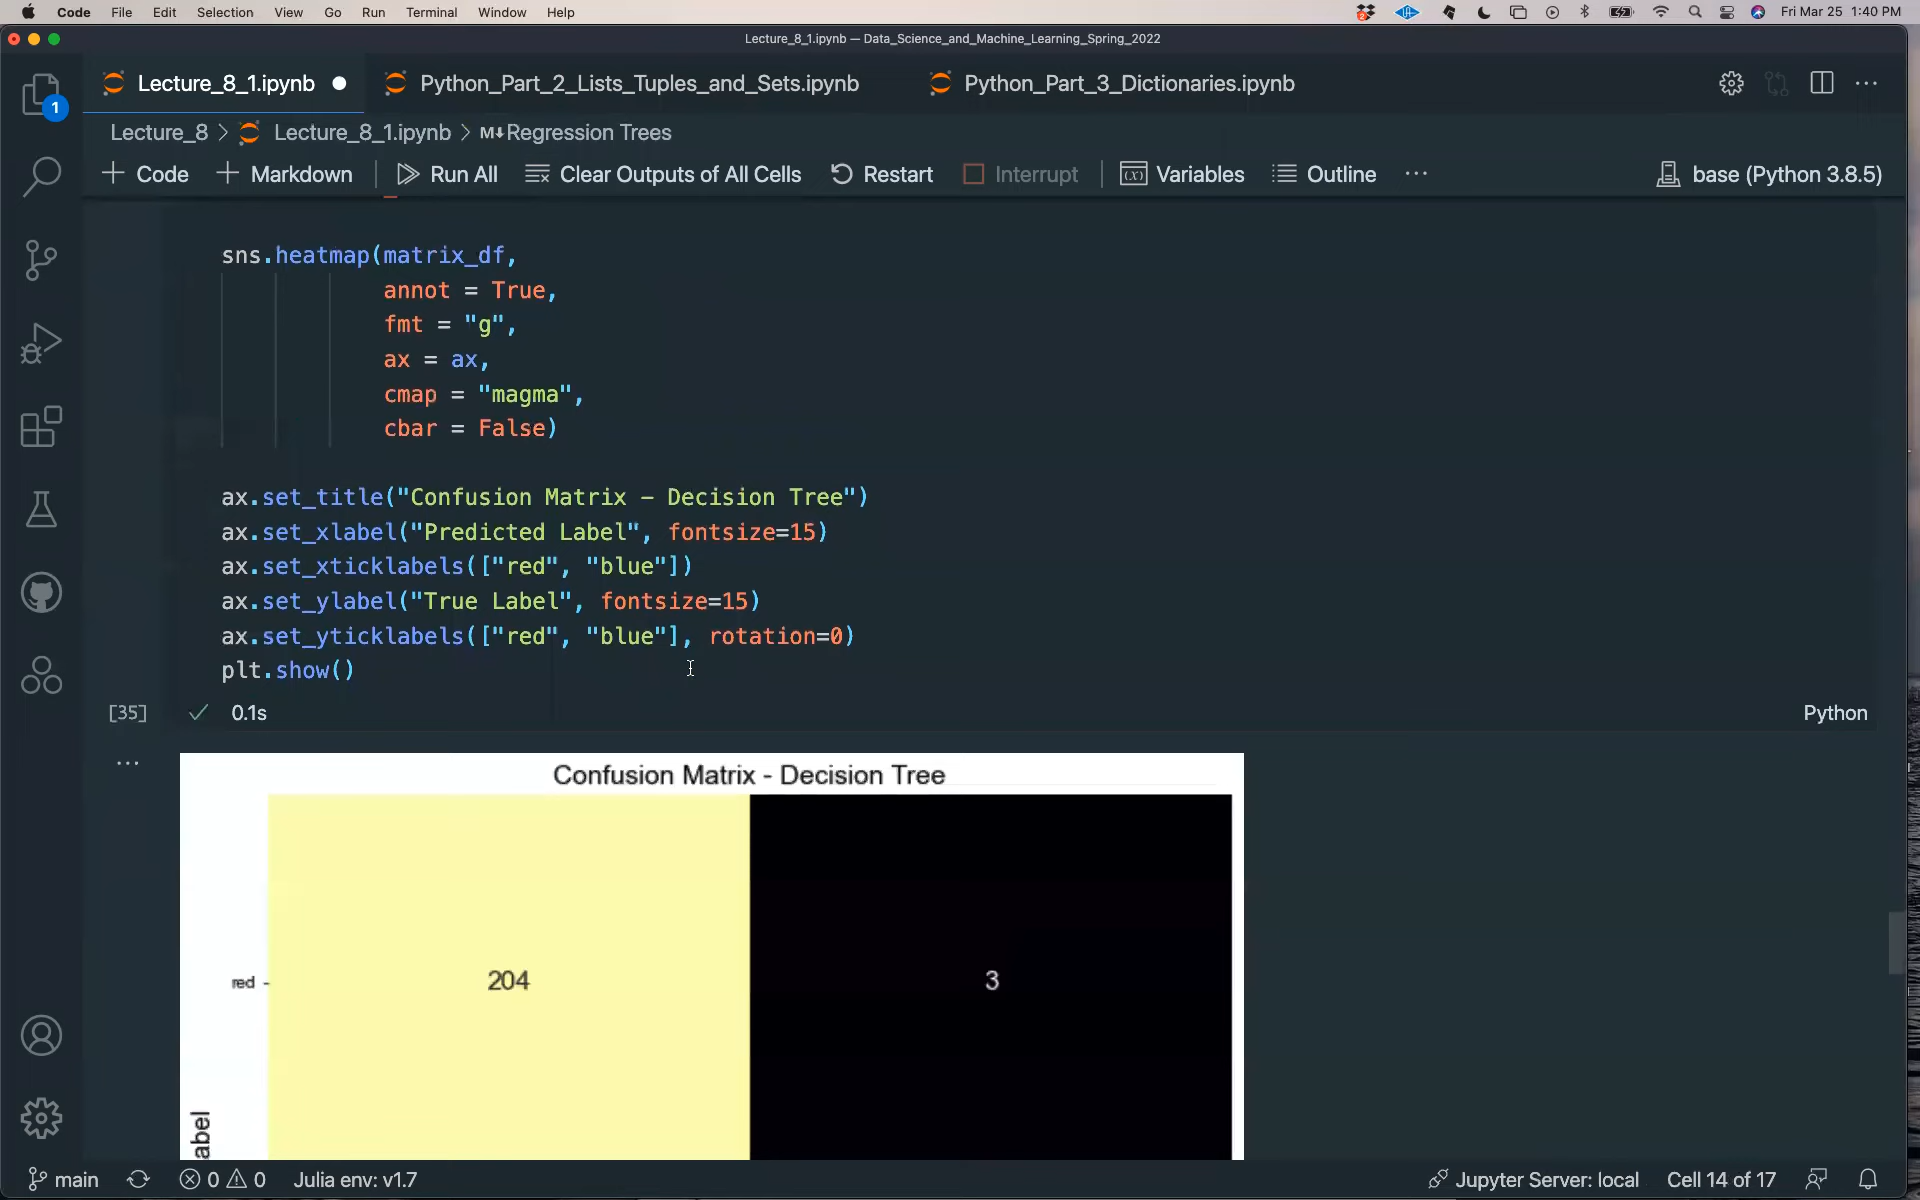 Code File Edit Selection View Go Run Terminal Window Help Fri Mar 25 1:40 PM
Lecture_8_1.ipynb — Data_Science_and_Machine_Learning_Spring_2022
1 Lecture_8_1.ipynb Python_Part_2_Lists_Tuples_and_Sets.ipynb Python_Part_3_Dictionaries.ipynb ...
Lecture_8 > Lecture_8_1.ipynb > M↓Regression Trees
+ Code + Markdown Run All Clear Outputs of All Cells Restart Interrupt (x) Variables Outline ... base (Python 3.8.5)
sns.heatmap(matrix_df,
annot = True,
fmt = "g",
ax = ax,
cmap = "magma",
cbar = False)
ax.set_title("Confusion Matrix - Decision Tree")
ax.set_xlabel("Predicted Label", fontsize=15)
ax.set_xticklabels(["red", "blue"])
ax.set_ylabel("True Label", fontsize=15)
ax.set_yticklabels(["red", "blue"], rotation=0)
plt.show()
[35] ✓ 0.1s Python
...
Confusion Matrix - Decision Tree
red 204 3
abel
main 0 0 Julia env: v1.7 Jupyter Server: local Cell 14 of 17